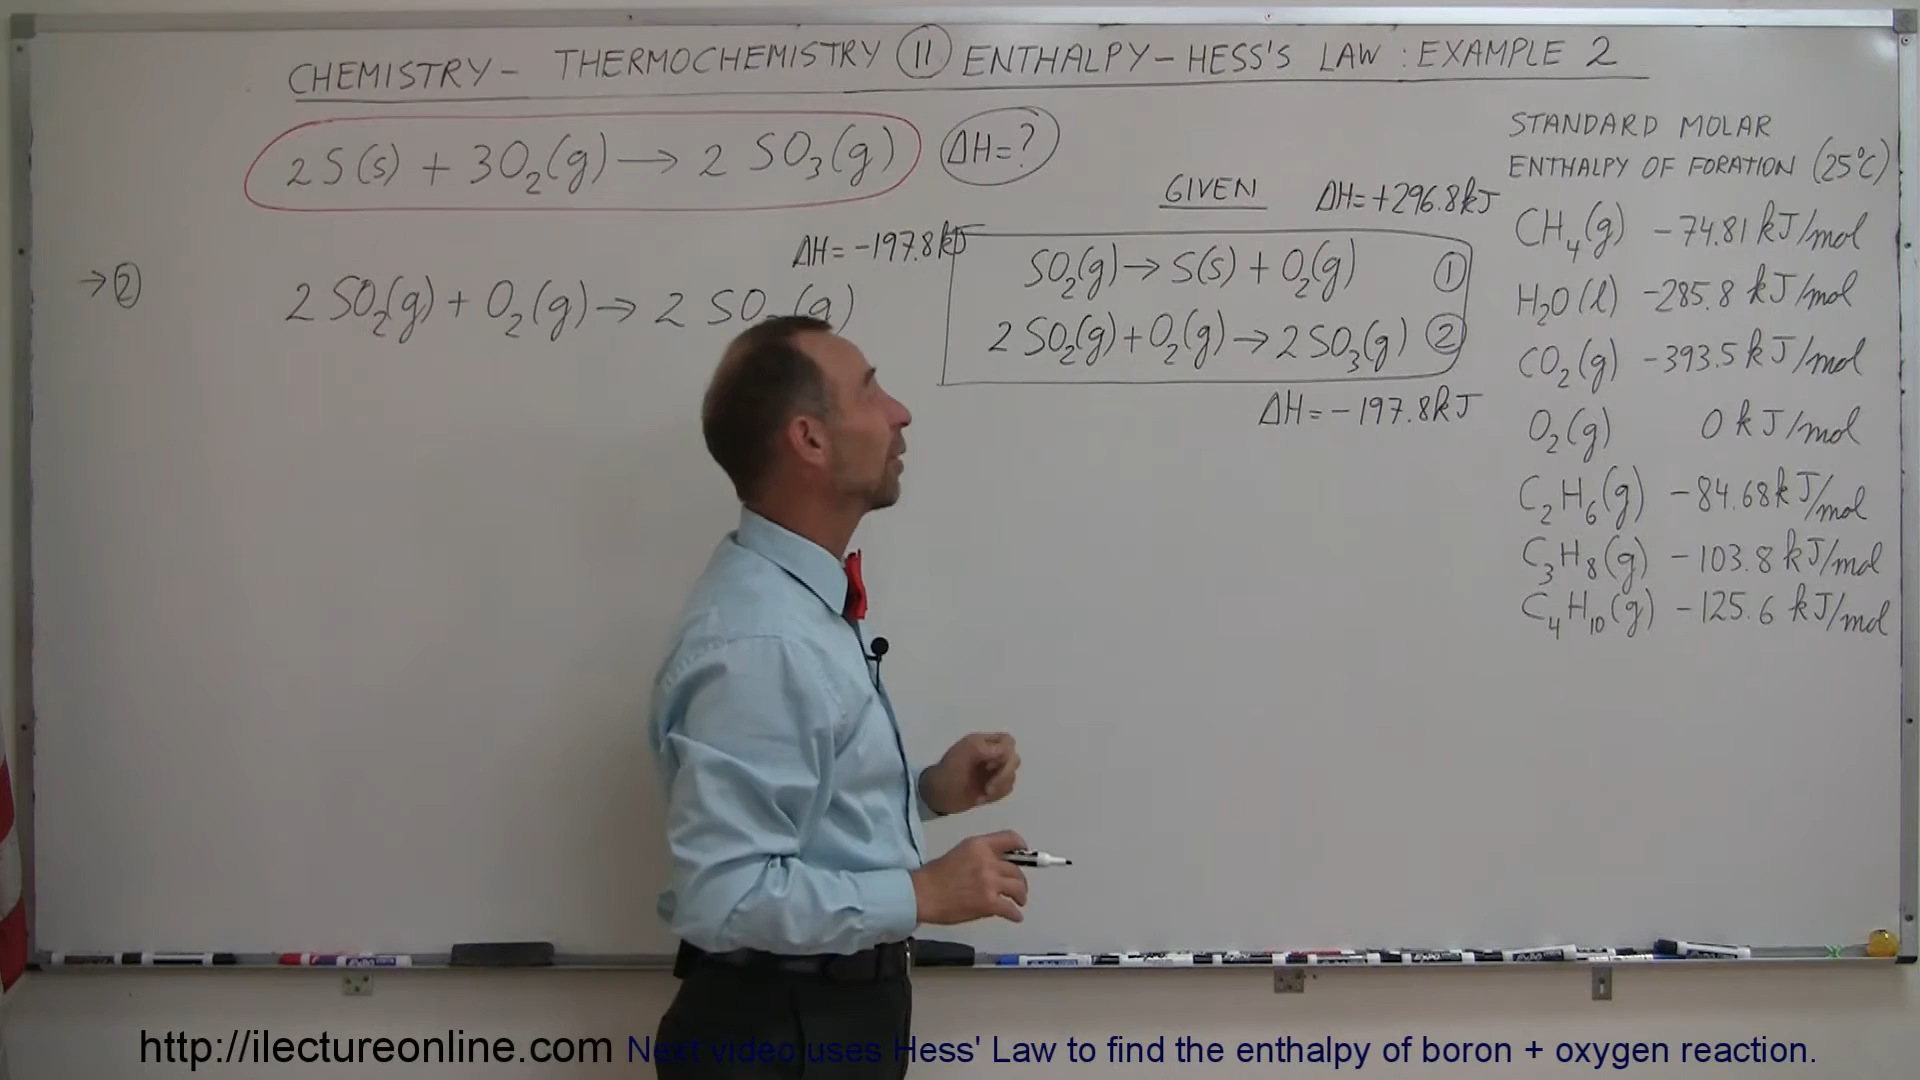 CHEMISTRY - THERMOCHEMISTRY 11 ENTHALPY - HESS'S LAW : EXAMPLE 2
2S(s) + 3O₂(g) → 2 SO₃(g) ΔH=?
→ 2
2 SO₂(g) + O₂(g) → 2 SO₃(g)
ΔH = -197.8kJ
GIVEN
ΔH = +296.8kJ
SO₂(g) → S(s) + O₂(g) 1
2 SO₂(g) + O₂(g) → 2SO₃(g) 2
ΔH = -197.8kJ
STANDARD MOLAR
ENTHALPY OF FORATION (25°C)
CH₄(g) -74.81 kJ/mol
H₂O(l) -285.8 kJ/mol
CO₂(g) -393.5 kJ/mol
O₂(g) 0 kJ/mol
C₂H₆(g) -84.68 kJ/mol
C₃H₈(g) -103.8 kJ/mol
C₄H₁₀(g) -125.6 kJ/mol
http://ilectureonline.com Next video uses Hess' Law to find the enthalpy of boron + oxygen reaction.